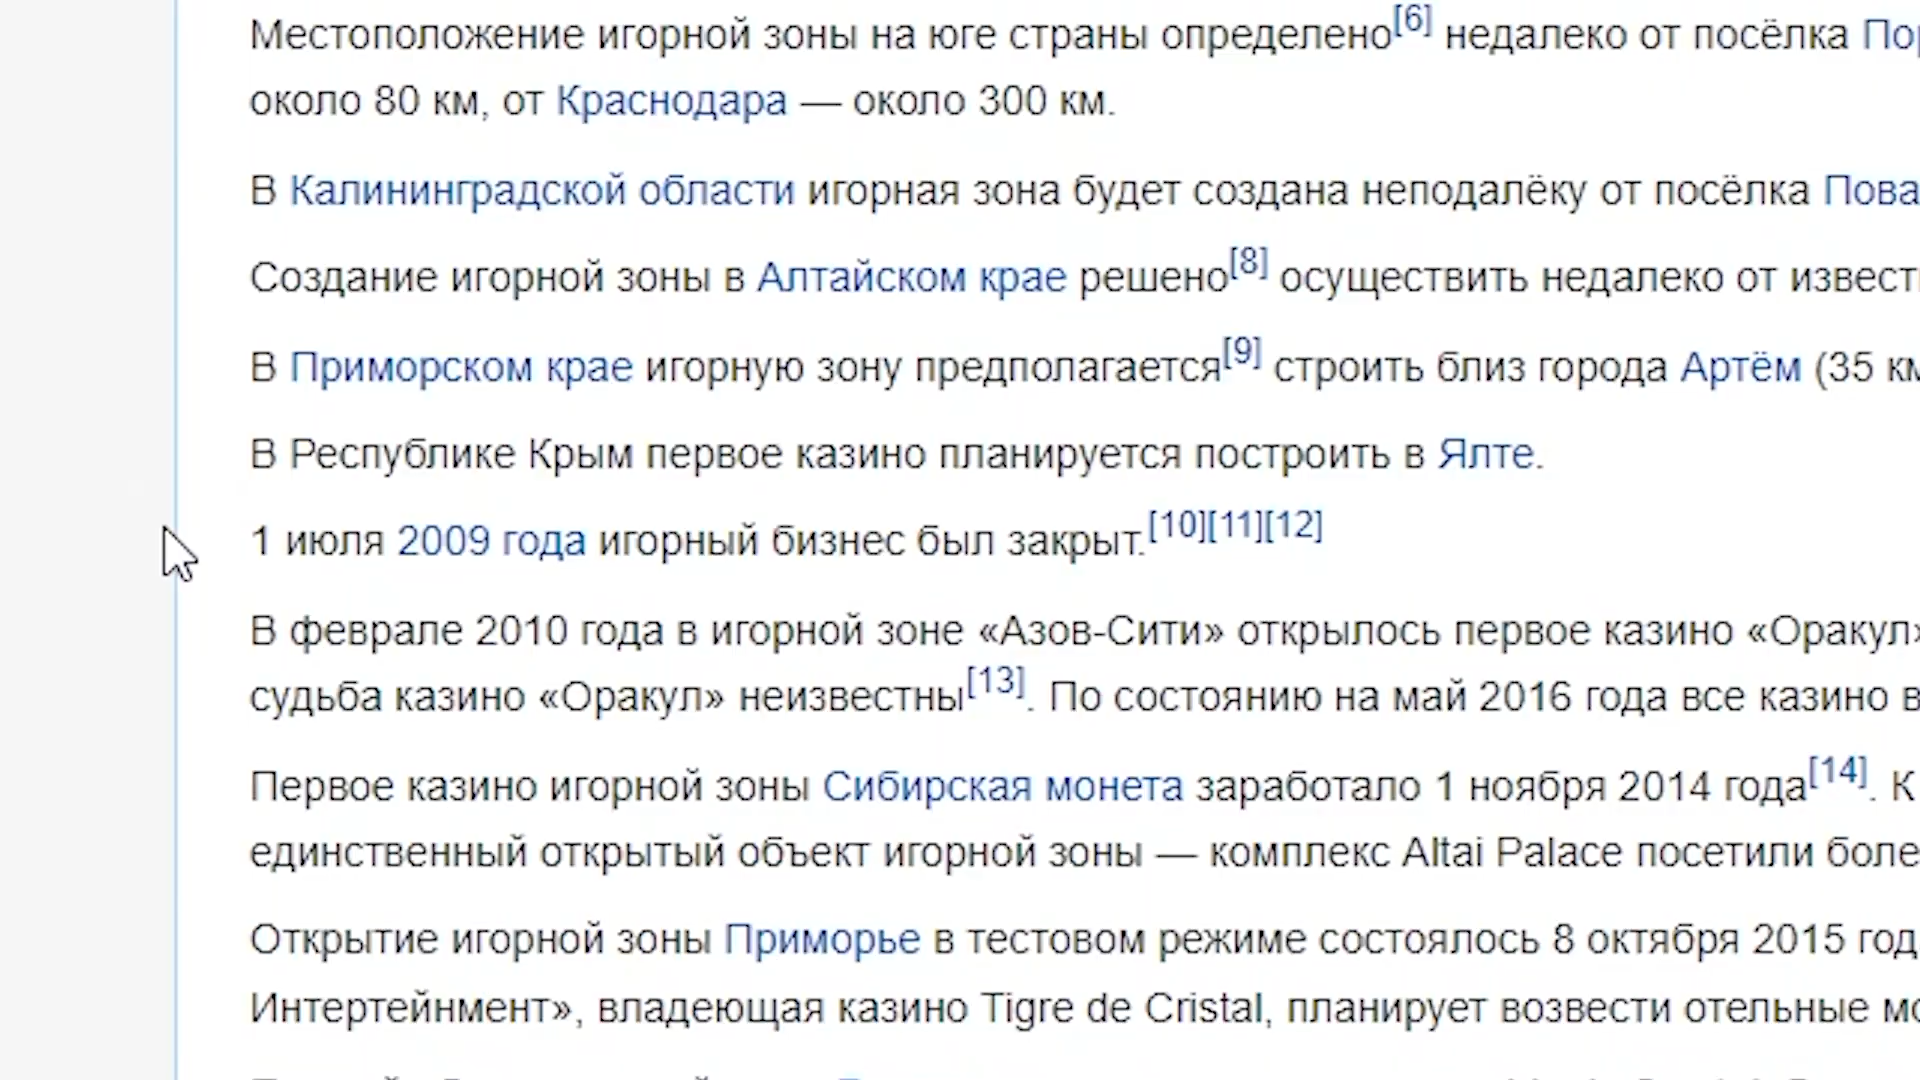 Местоположение игорной зоны на юге страны определено[6] недалеко от посёлка
около 80 км, от Краснодара — около 300 км.
В Калининградской области игорная зона будет создана неподалёку от посёлка
Создание игорной зоны в Алтайском крае решено[8] осуществить недалеко от
В Приморском крае игорную зону предполагается[9] строить близ города Артём (35 км
В Республике Крым первое казино планируется построить в Ялте.
1 июля 2009 года игорный бизнес был закрыт.[10][11][12]
В феврале 2010 года в игорной зоне «Азов-Сити» открылось первое казино «Оракул»
судьба казино «Оракул» неизвестны[13]. По состоянию на май 2016 года все казино в
Первое казино игорной зоны Сибирская монета заработало 1 ноября 2014 года[14]. К
единственный открытый объект игорной зоны — комплекс Altai Palace посетили
Открытие игорной зоны Приморье в тестовом режиме состоялось 8 октября 2015
Интертейнмент», владеющая казино Tigre de Cristal, планирует возвести отельные